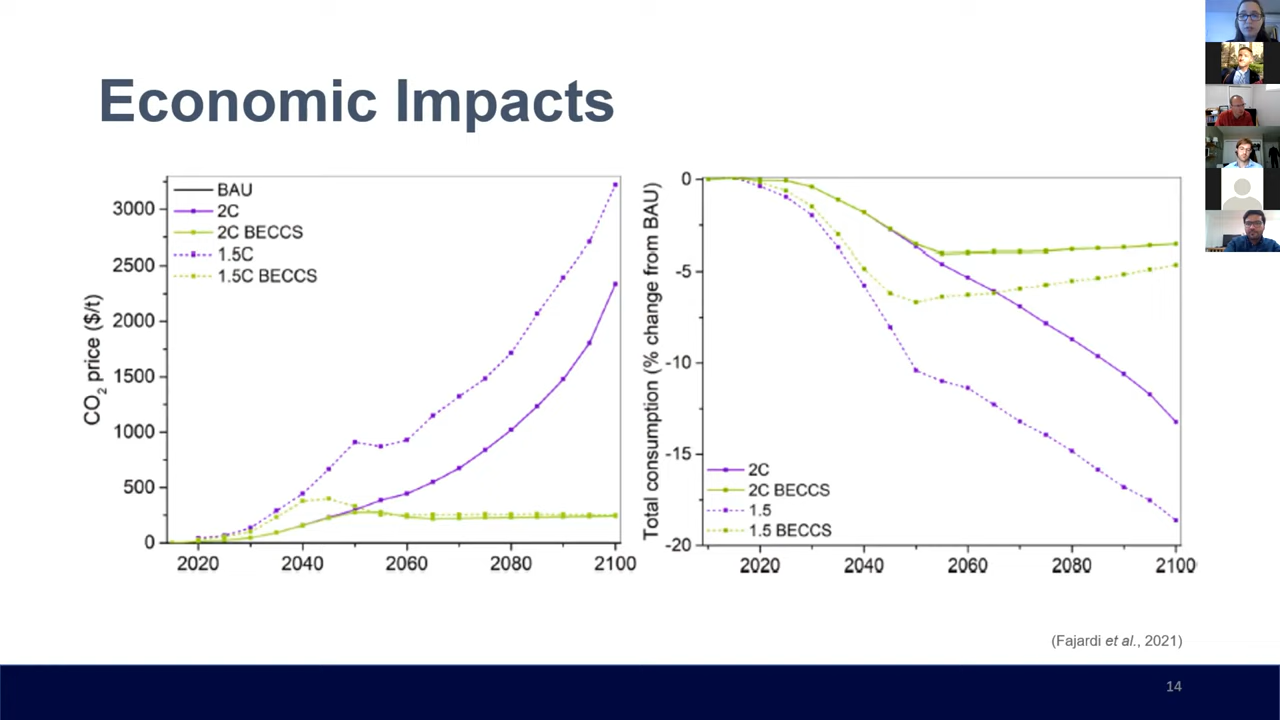 Economic Impacts
BAU
2C
2C BECCS
1.5C
1.5C BECCS
CO2 price ($/t)
3000
2500
2000
1500
1000
500
0
2020 2040 2060 2080 2100
Total consumption (% change from BAU)
0
-5
-10
-15
-20
2C
2C BECCS
1.5
1.5 BECCS
2020 2040 2060 2080 2100
(Fajardi et al., 2021)
14